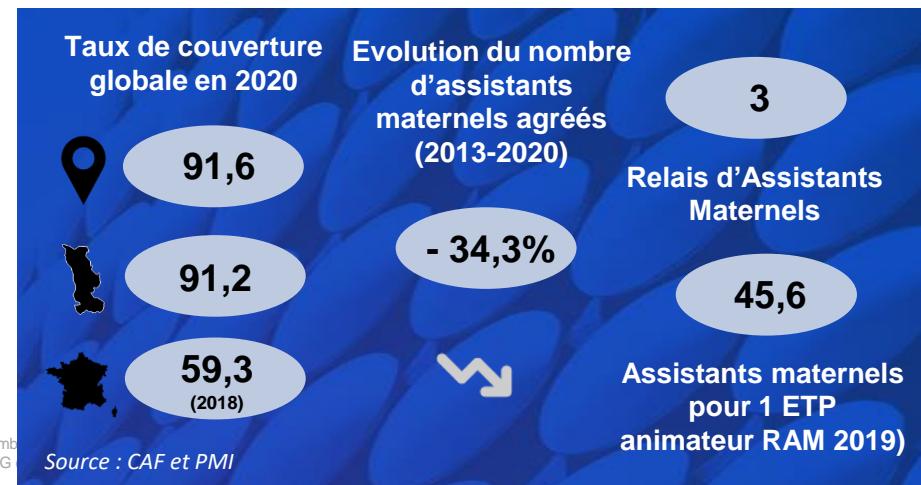 Taux de couverture
globale en 2020
91,6
91,2
59,3
(2018)
Evolution du nombre
d’assistants
maternels agréés
(2013-2020)
- 34,3%
3
Relais d’Assistants
Maternels
45,6
Assistants maternels
pour 1 ETP
animateur RAM 2019)
Source : CAF et PMI